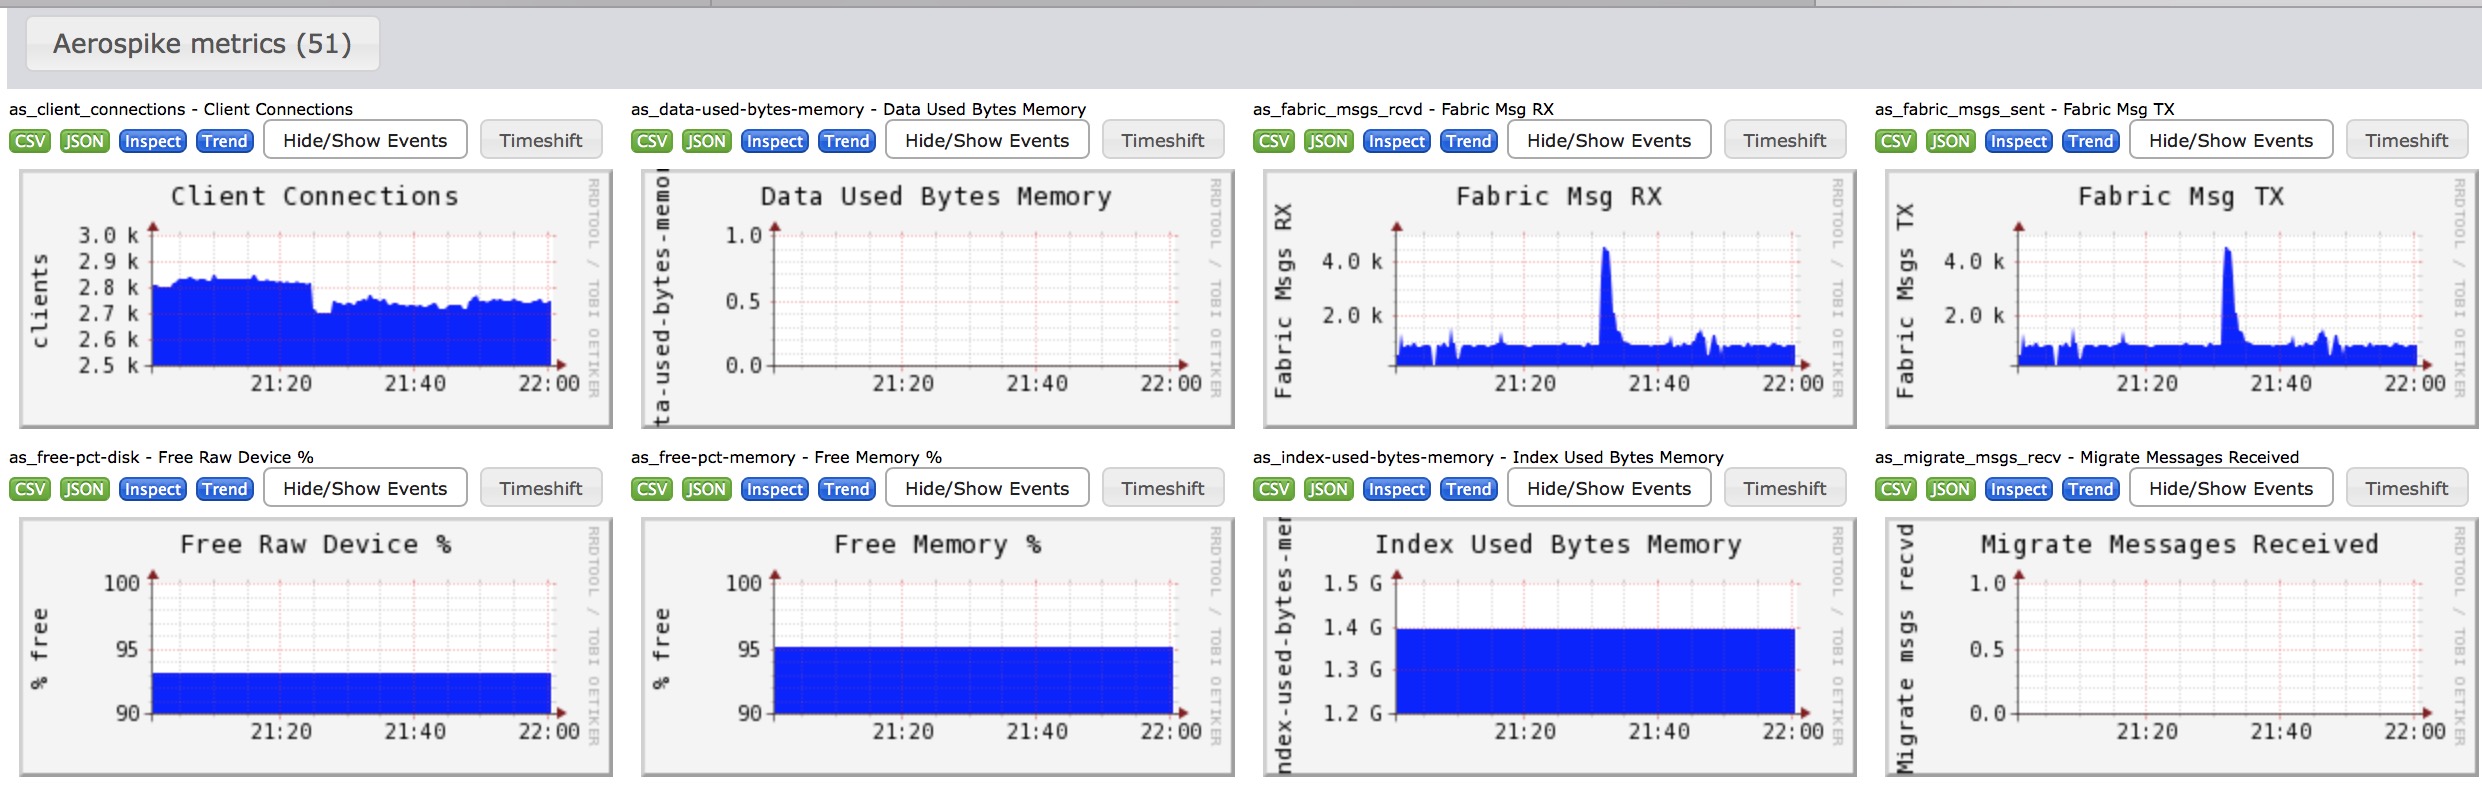 Aerospike metrics (51)
as_client_connections - Client Connections
CSV JSON Inspect Trend Hide/Show Events Timeshift
Client Connections
clients
3.0 k
2.9 k
2.8 k
2.7 k
2.6 k
2.5 k
21:20 21:40 22:00
RRDTOOL / TOBI OETIKER
as_data-used-bytes-memory - Data Used Bytes Memory
CSV JSON Inspect Trend Hide/Show Events Timeshift
Data Used Bytes Memory
ta-used-bytes-memor
1.0
0.5
0.0
21:20 21:40 22:00
RRDTOOL / TOBI OETIKER
as_fabric_msgs_rcvd - Fabric Msg RX
CSV JSON Inspect Trend Hide/Show Events Timeshift
Fabric Msg RX
Fabric Msgs RX
4.0 k
2.0 k
21:20 21:40 22:00
RRDTOOL / TOBI OETIKER
as_fabric_msgs_sent - Fabric Msg TX
CSV JSON Inspect Trend Hide/Show Events Timeshift
Fabric Msg TX
Fabric Msgs TX
4.0 k
2.0 k
21:20 21:40 22:00
RRDTOOL / TOBI OETIKER
as_free-pct-disk - Free Raw Device %
CSV JSON Inspect Trend Hide/Show Events Timeshift
Free Raw Device %
% free
100
95
90
21:20 21:40 22:00
RRDTOOL / TOBI OETIKER
as_free-pct-memory - Free Memory %
CSV JSON Inspect Trend Hide/Show Events Timeshift
Free Memory %
% free
100
95
90
21:20 21:40 22:00
RRDTOOL / TOBI OETIKER
as_index-used-bytes-memory - Index Used Bytes Memory
CSV JSON Inspect Trend Hide/Show Events Timeshift
Index Used Bytes Memory
ndex-used-bytes-mem
1.5 G
1.4 G
1.3 G
1.2 G
21:20 21:40 22:00
RRDTOOL / TOBI OETIKER
as_migrate_msgs_recv - Migrate Messages Received
CSV JSON Inspect Trend Hide/Show Events Timeshift
Migrate Messages Received
Migrate msgs recvd
1.0
0.5
0.0
21:20 21:40 22:00
RRDTOOL / TOBI OETIKER